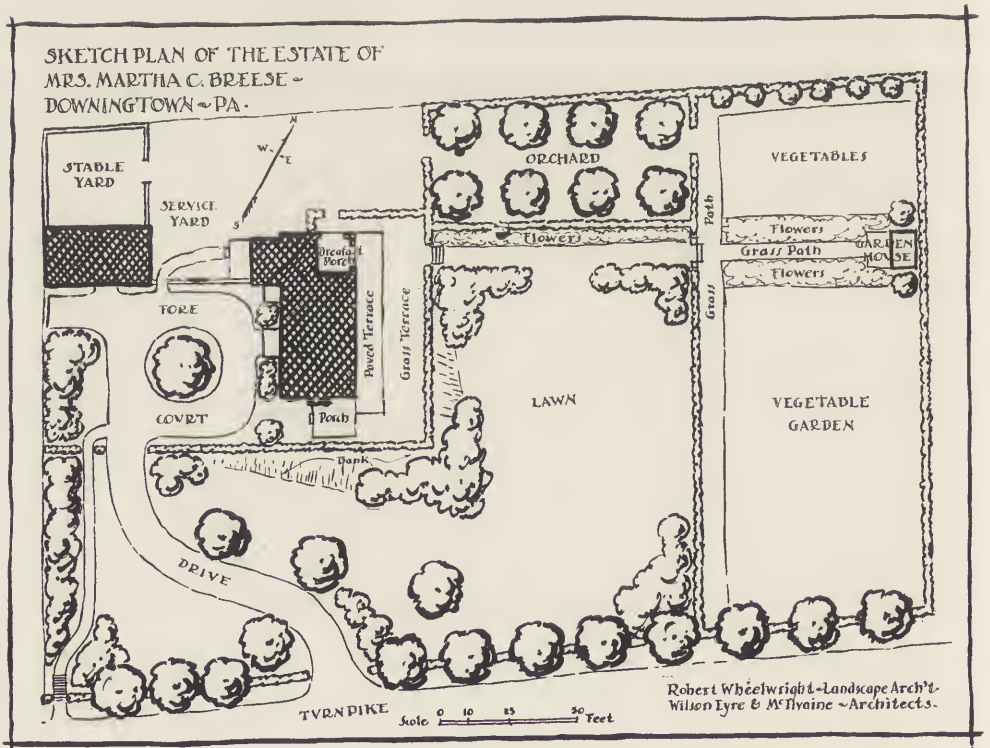 SKETCH PLAN OF THE ESTATE OF
MRS. MARTHA C. BREESE ~
DOWNINGTOWN ~ PA.
N
W
E
S
STABLE
YARD
SERVICE
YARD
ORCHARD
VEGETABLES
Path
Flowers
Flowers
Grass Path
GARDEN
HOUSE
Flowers
Breakfast
Porch
FORE
COURT
Paved Terrace
Grass Terrace
Grass
LAWN
VEGETABLE
GARDEN
Porch
Bank
DRIVE
TVRNPIKE
Scale 0 10 25 50 Feet
Robert Wheelwright ~ Landscape Arch't.
Wilson Eyre & McIlvaine ~ Architects.